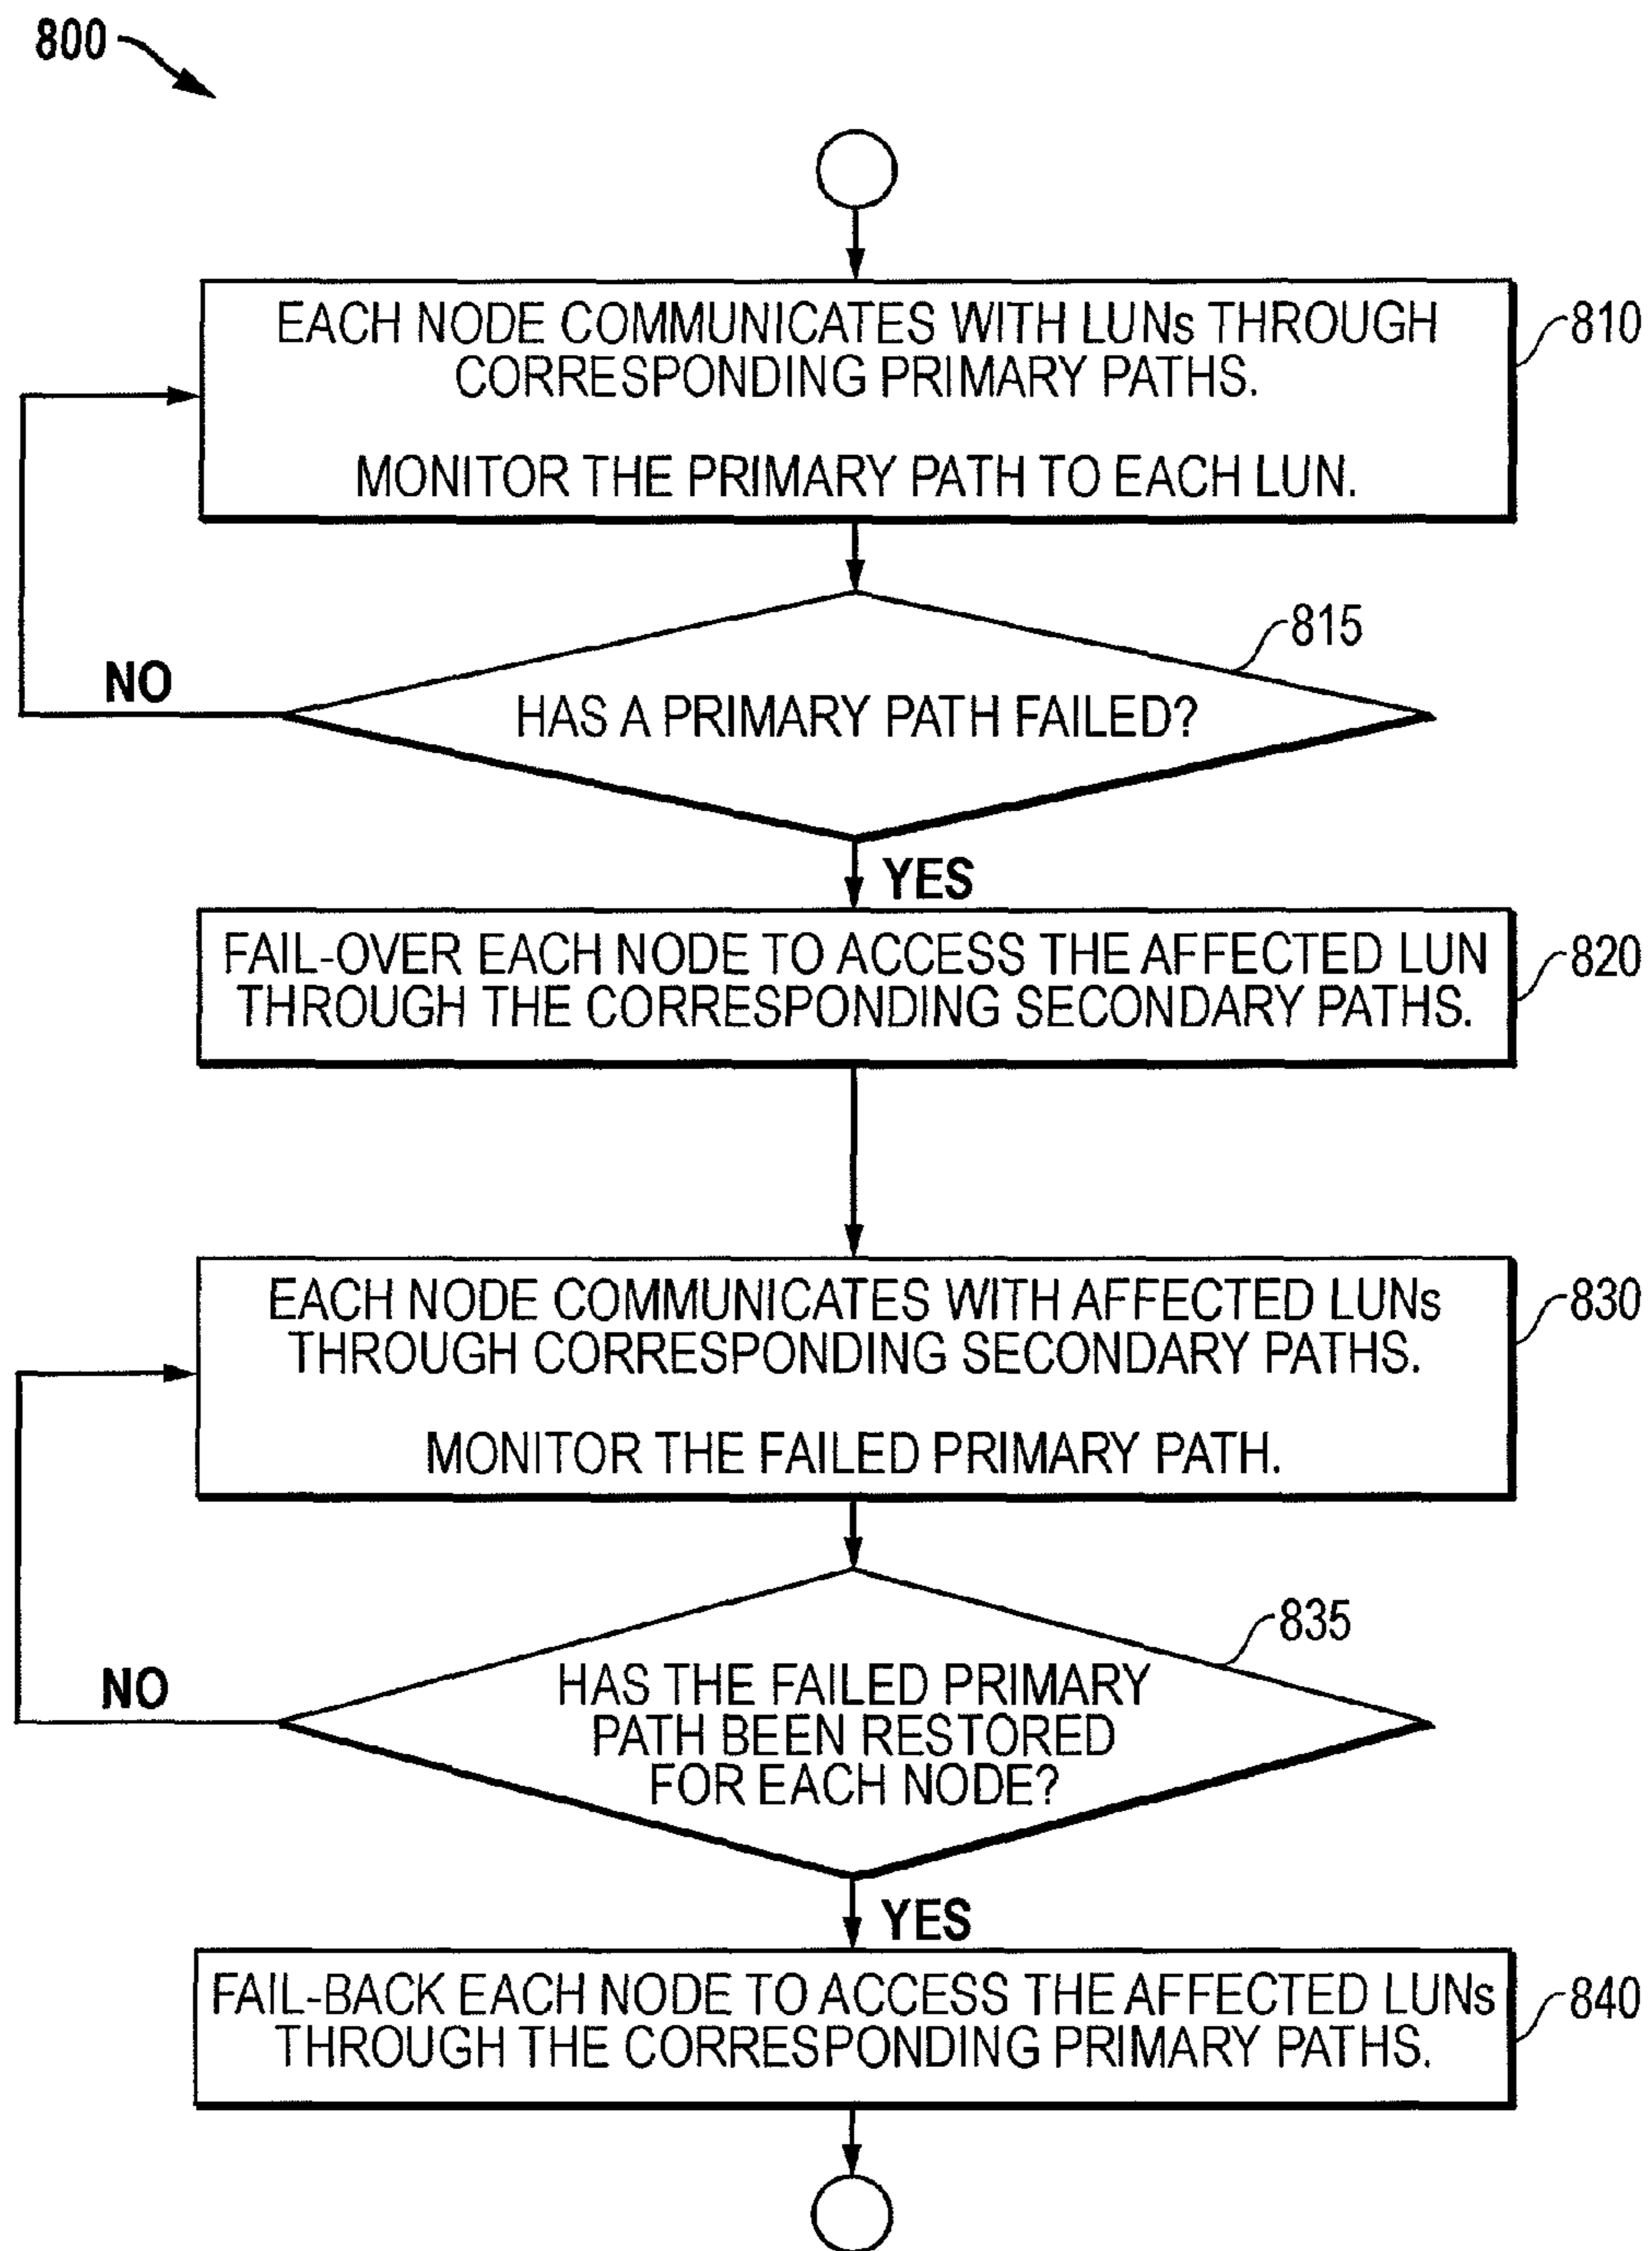 800
EACH NODE COMMUNICATES WITH LUNs THROUGH
CORRESPONDING PRIMARY PATHS.
MONITOR THE PRIMARY PATH TO EACH LUN.
810
815
NO
HAS A PRIMARY PATH FAILED?
YES
FAIL-OVER EACH NODE TO ACCESS THE AFFECTED LUN
THROUGH THE CORRESPONDING SECONDARY PATHS.
820
EACH NODE COMMUNICATES WITH AFFECTED LUNs
THROUGH CORRESPONDING SECONDARY PATHS.
MONITOR THE FAILED PRIMARY PATH.
830
835
NO
HAS THE FAILED PRIMARY
PATH BEEN RESTORED
FOR EACH NODE?
YES
FAIL-BACK EACH NODE TO ACCESS THE AFFECTED LUNs
THROUGH THE CORRESPONDING PRIMARY PATHS.
840